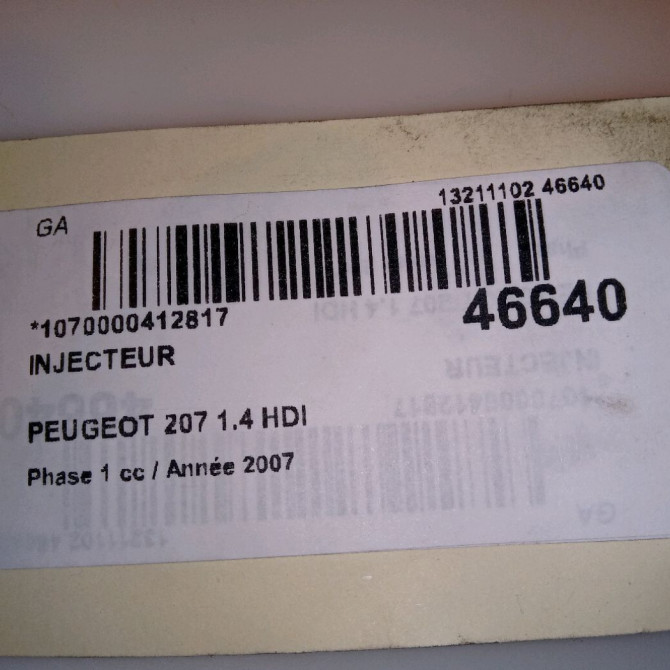 13211102 46640
GA
*1070000412817
46640
INJECTEUR
PEUGEOT 207 1.4 HDI
Phase 1 cc / Année 2007